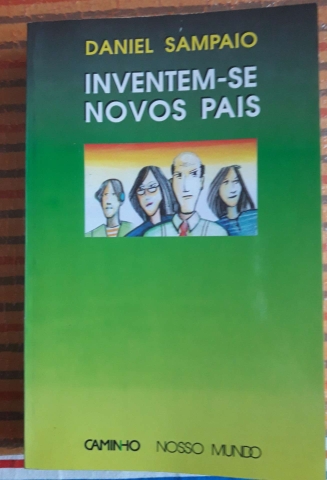 DANIEL SAMPAIO
INVENTEM-SE
NOVOS PAIS
CAMINHO NOSSO MUNDO